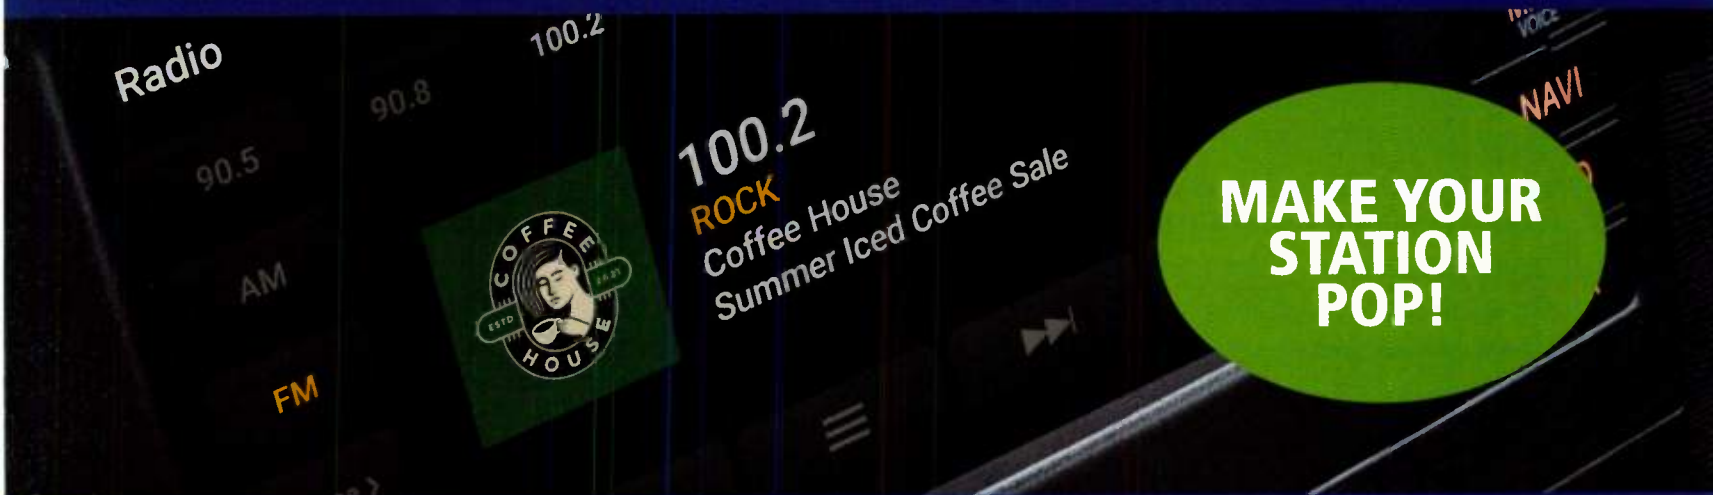 Radio
90.5
90.8
100.2
AM
FM
COFFEE
ESTD
HOUSE
100.2
ROCK
Coffee House
Summer Iced Coffee Sale
VOICE
NAVI
MAKE YOUR
STATION
POP!